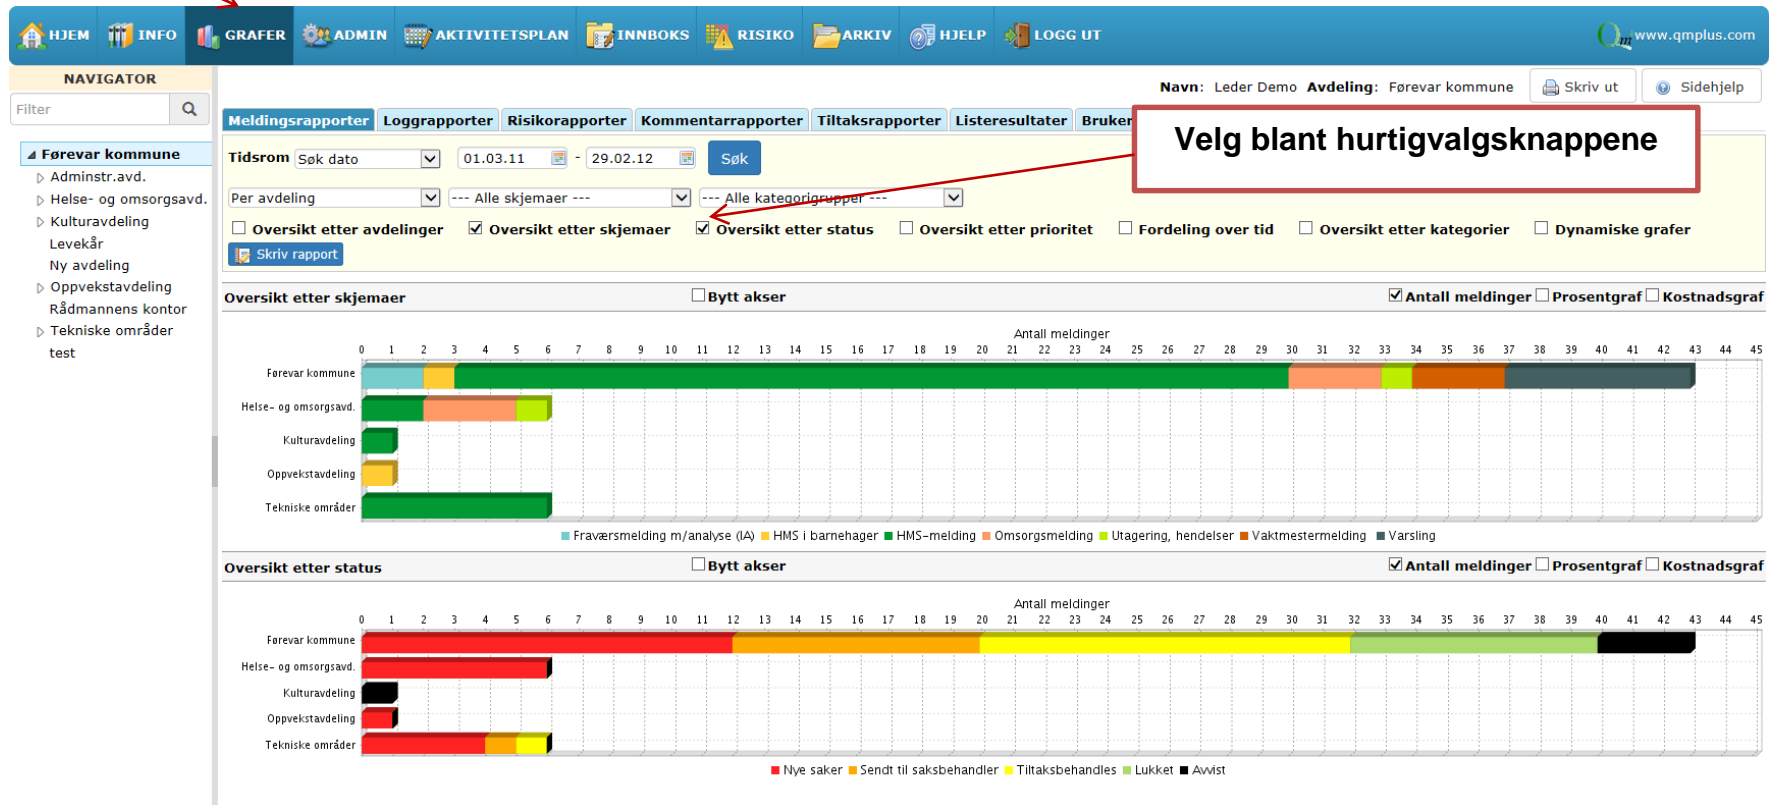 HJEM INFO GRAFER ADMIN AKTIVITETSPLAN INNBOKS RISIKO ARKIV HJELP LOGG UT Qm www.qmplus.com
NAVIGATOR
Navn: Leder Demo Avdeling: Førevar kommune Skriv ut Sidehjelp
Filter
Meldingsrapporter Loggrapporter Risikorapporter Kommentarrapporter Tiltaksrapporter Listeresultater Bruker
Velg blant hurtigvalgsknappene
Førevar kommune
Adminstr.avd.
Helse- og omsorgsavd.
Kulturavdeling
Levekår
Ny avdeling
Oppvekstavdeling
Rådmannens kontor
Tekniske områder
test
Tidsrom Søk dato 01.03.11 - 29.02.12 Søk
Per avdeling --- Alle skjemaer --- --- Alle kategorigrupper ---
Oversikt etter avdelinger Oversikt etter skjemaer Oversikt etter status Oversikt etter prioritet Fordeling over tid Oversikt etter kategorier Dynamiske grafer
Skriv rapport
Oversikt etter skjemaer Bytt akser Antall meldinger Prosentgraf Kostnadsgraf
Antall meldinger
0 1 2 3 4 5 6 7 8 9 10 11 12 13 14 15 16 17 18 19 20 21 22 23 24 25 26 27 28 29 30 31 32 33 34 35 36 37 38 39 40 41 42 43 44 45
Førevar kommune
Helse- og omsorgsavd.
Kulturavdeling
Oppvekstavdeling
Tekniske områder
Fraværsmelding m/analyse (IA) HMS i barnehager HMS-melding Omsorgsmelding Utagering, hendelser Vaktmestermelding Varsling
Oversikt etter status Bytt akser Antall meldinger Prosentgraf Kostnadsgraf
Antall meldinger
0 1 2 3 4 5 6 7 8 9 10 11 12 13 14 15 16 17 18 19 20 21 22 23 24 25 26 27 28 29 30 31 32 33 34 35 36 37 38 39 40 41 42 43 44 45
Førevar kommune
Helse- og omsorgsavd.
Kulturavdeling
Oppvekstavdeling
Tekniske områder
Nye saker Sendt til saksbehandler Tiltaksbehandles Lukket Avvist